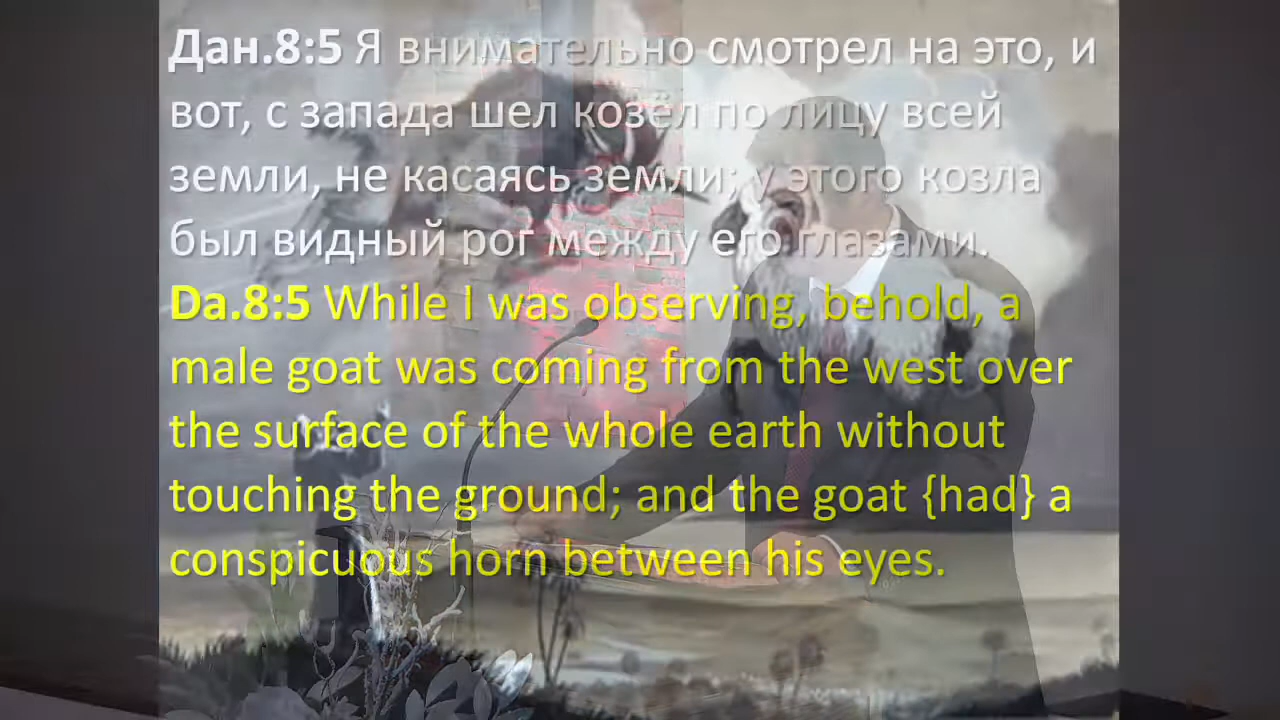 Дан.8:5 Я внимательно смотрел на это, и
вот, с запада шел козёл по лицу всей
земли, не касаясь земли; у этого козла
был видный рог между его глазами.
Da.8:5 While I was observing, behold, a
male goat was coming from the west over
the surface of the whole earth without
touching the ground; and the goat {had} a
conspicuous horn between his eyes.